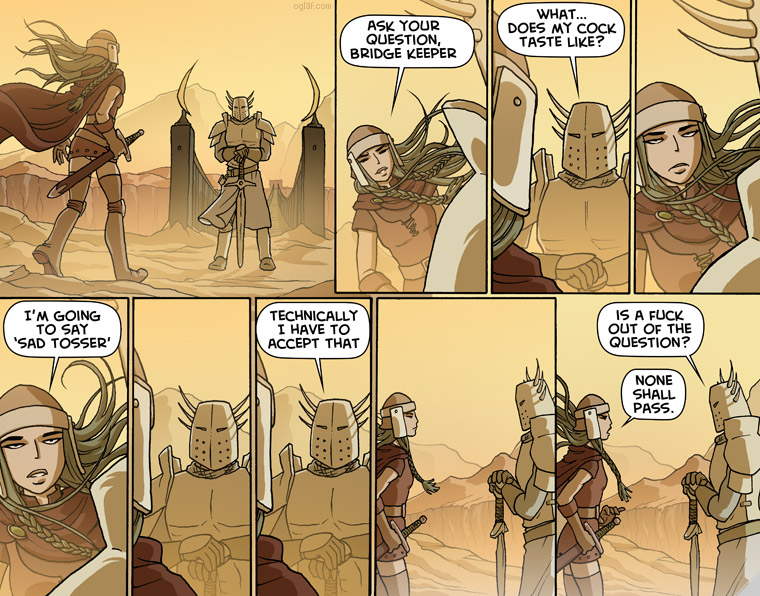 oglaf.com
ASK YOUR
QUESTION,
BRIDGE KEEPER
WHAT...
DOES MY COCK
TASTE LIKE?
I'M GOING
TO SAY
'SAD TOSSER'
TECHNICALLY
I HAVE TO
ACCEPT THAT
IS A FUCK
OUT OF THE
QUESTION?
NONE
SHALL
PASS.